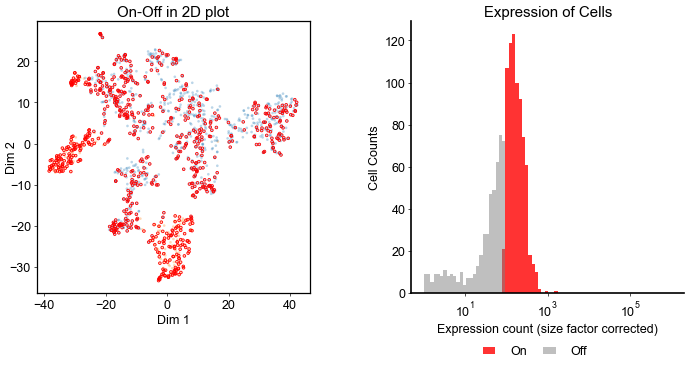 On-Off in 2D plot
20
10
0
−10
−20
−30
Dim 2
−40
−20
0
20
40
Dim 1
Expression of Cells
120
100
80
60
40
20
0
Cell Counts
10^1
10^3
10^5
Expression count (size factor corrected)
On
Off